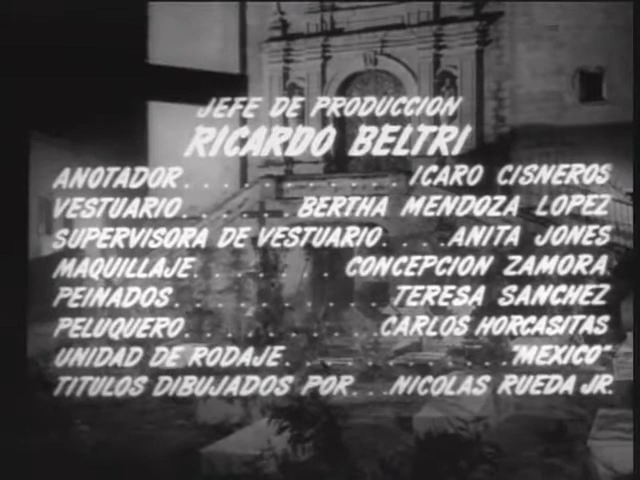 JEFE DE PRODUCCION
RICARDO BELTRI
ANOTADOR. . . . . . . . . . . . ICARO CISNEROS
VESTUARIO. . . . . . BERTHA MENDOZA LOPEZ
SUPERVISORA DE VESTUARIO. . . . ANITA JONES
MAQUILLAJE. . . . . . . . CONCEPCION ZAMORA
PEINADOS. . . . . . . . . . . . TERESA SANCHEZ
PELUQUERO. . . . . . . . . . CARLOS HORCASITAS
UNIDAD DE RODAJE. . . . . . . . . . . "MEXICO"
TITULOS DIBUJADOS POR. . . NICOLAS RUEDA JR.